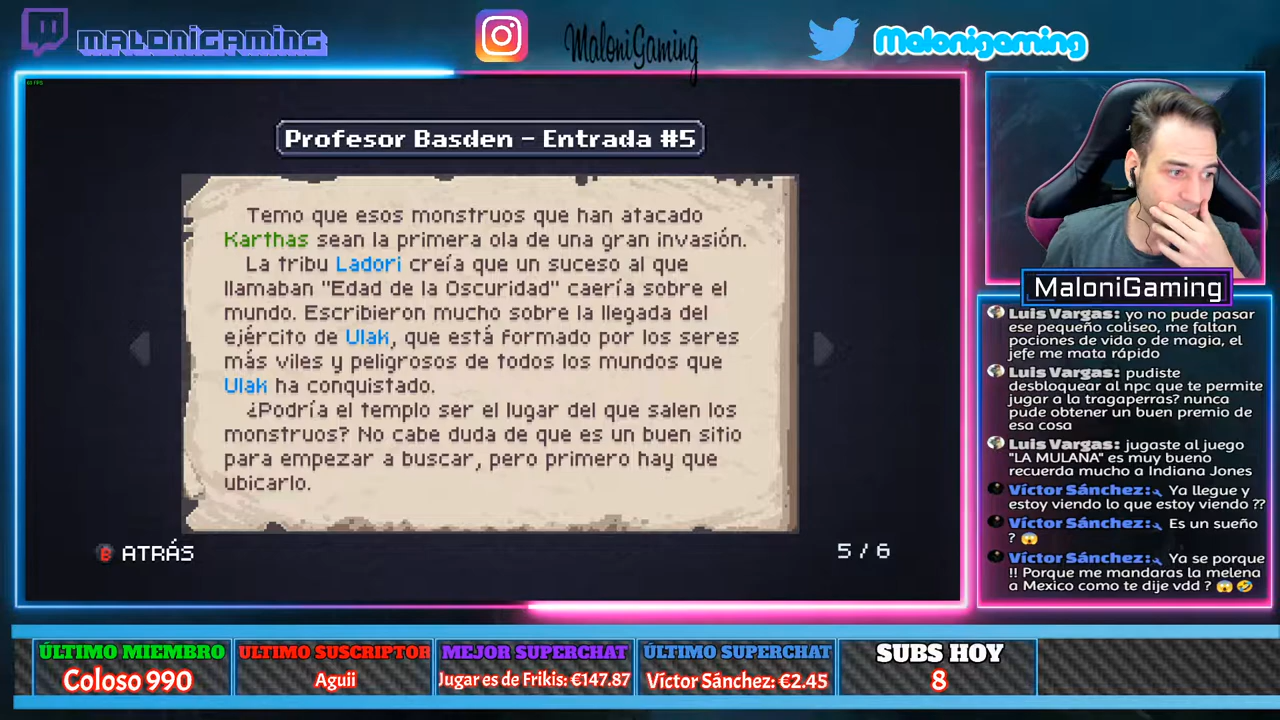 MALONIGAMING
MaloniGaming
Malonigaming
Profesor Basden - Entrada #5
Temo que esos monstruos que han atacado
Karthas sean la primera ola de una gran invasión.
La tribu Ladori creía que un suceso al que
llamaban "Edad de la Oscuridad" caería sobre el
mundo. Escribieron mucho sobre la llegada del
ejército de Ulak, que está formado por los seres
más viles y peligrosos de todos los mundos que
Ulak ha conquistado.
¿Podría el templo ser el lugar del que salen los
monstruos? No cabe duda de que es un buen sitio
para empezar a buscar, pero primero hay que
ubicarlo.
B ATRÁS
5 / 6
MaloniGaming
Luis Vargas: yo no pude pasar
ese pequeño coliseo, me faltan
pociones de vida o de magia, el
jefe me mata rápido
Luis Vargas: pudiste
desbloquear al npc que te permite
jugar a la tragaperras? nunca
pude obtener un buen premio de
esa cosa
Luis Vargas: jugaste al juego
"LA MULANA" es muy bueno
recuerda mucho a Indiana Jones
Víctor Sánchez: Ya llegue y
estoy viendo lo que estoy viendo ??
Víctor Sánchez: Es un sueño
? 😱
Víctor Sánchez: Ya se porque
!! Porque me mandaras la melena
a Mexico como te dije vdd ? 😱🤣
ÚLTIMO MIEMBRO
Coloso 990
ULTIMO SUSCRIPTOR
Aguii
MEJOR SUPERCHAT
Jugar es de Frikis: €147.87
ÚLTIMO SUPERCHAT
Víctor Sánchez: €2.45
SUBS HOY
8